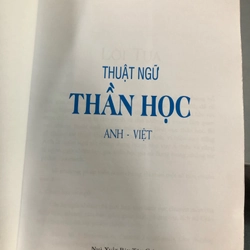 THUẬT NGỮ
THẦN HỌC
ANH - VIỆT